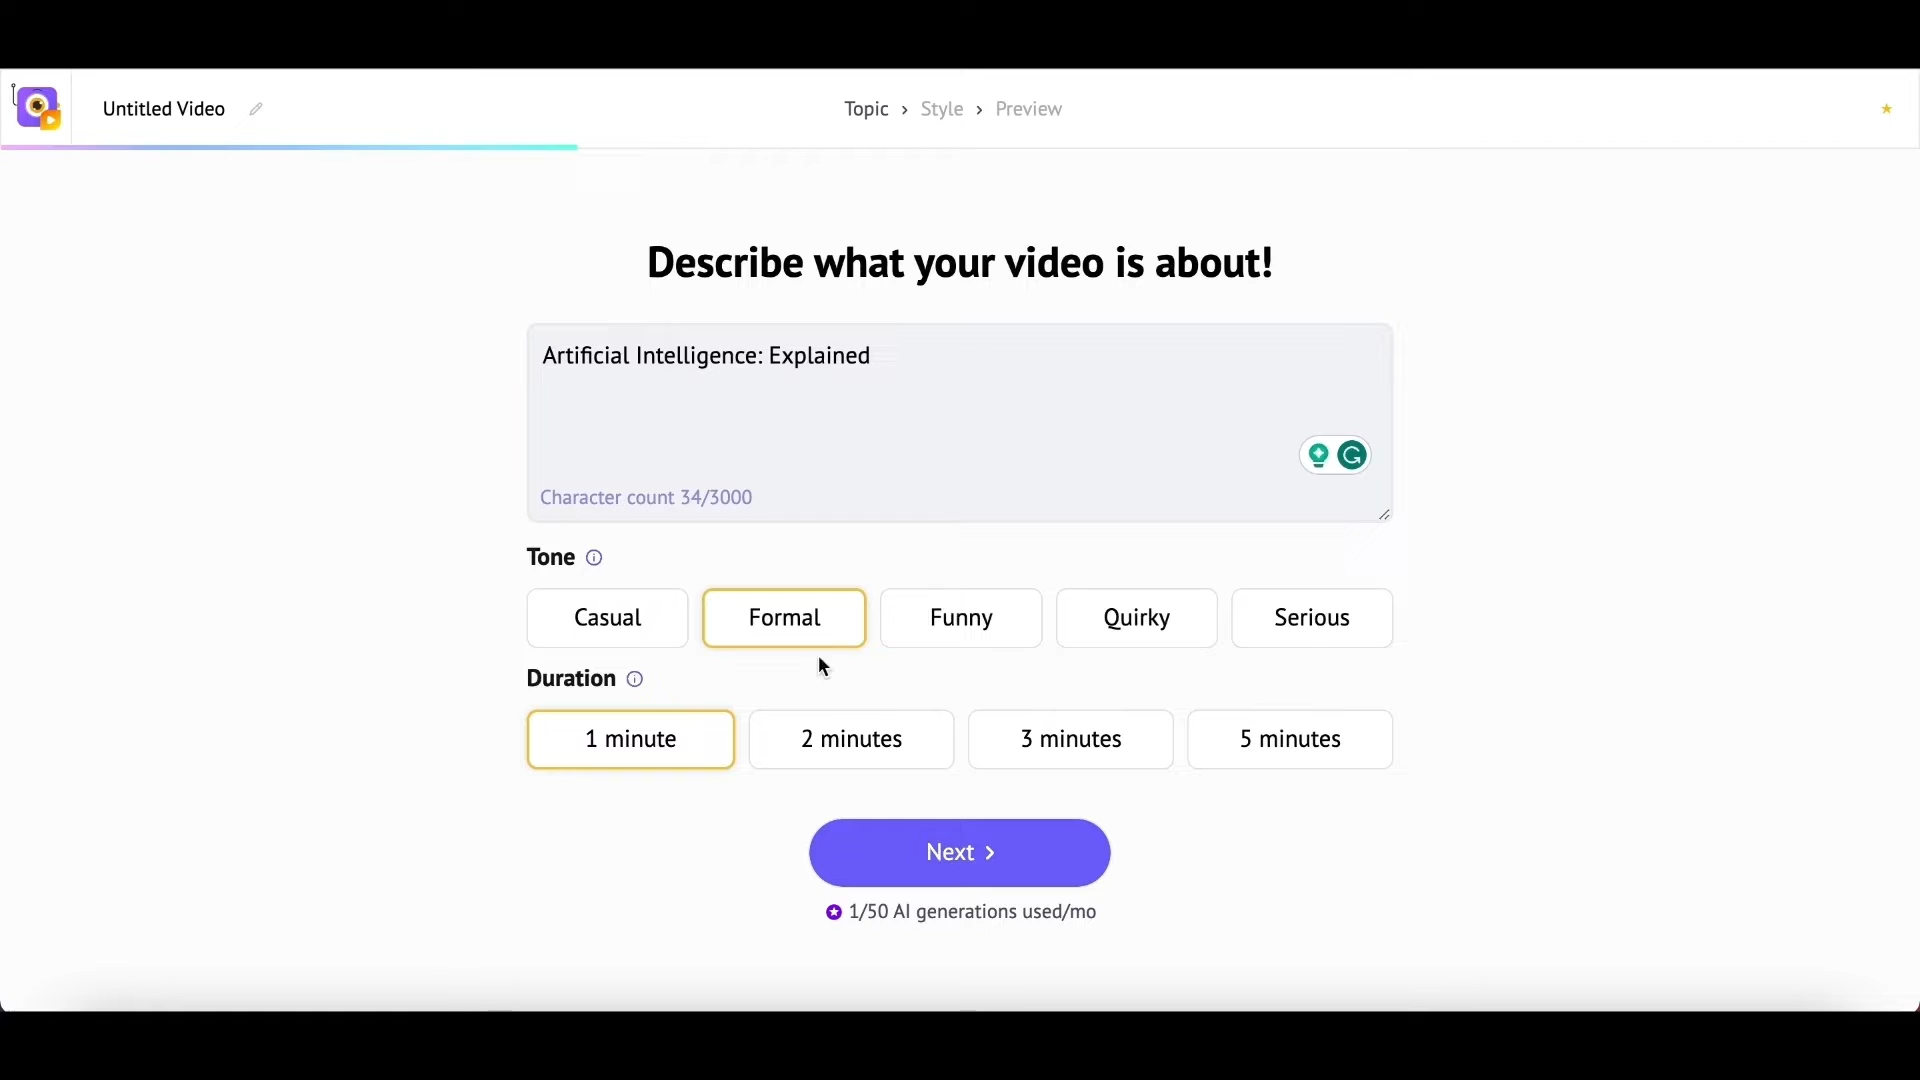 Untitled Video
Topic › Style › Preview
Describe what your video is about!
Artificial Intelligence: Explained
Character count 34/3000
Tone
Casual Formal Funny Quirky Serious
Duration
1 minute 2 minutes 3 minutes 5 minutes
Next ›
1/50 AI generations used/mo